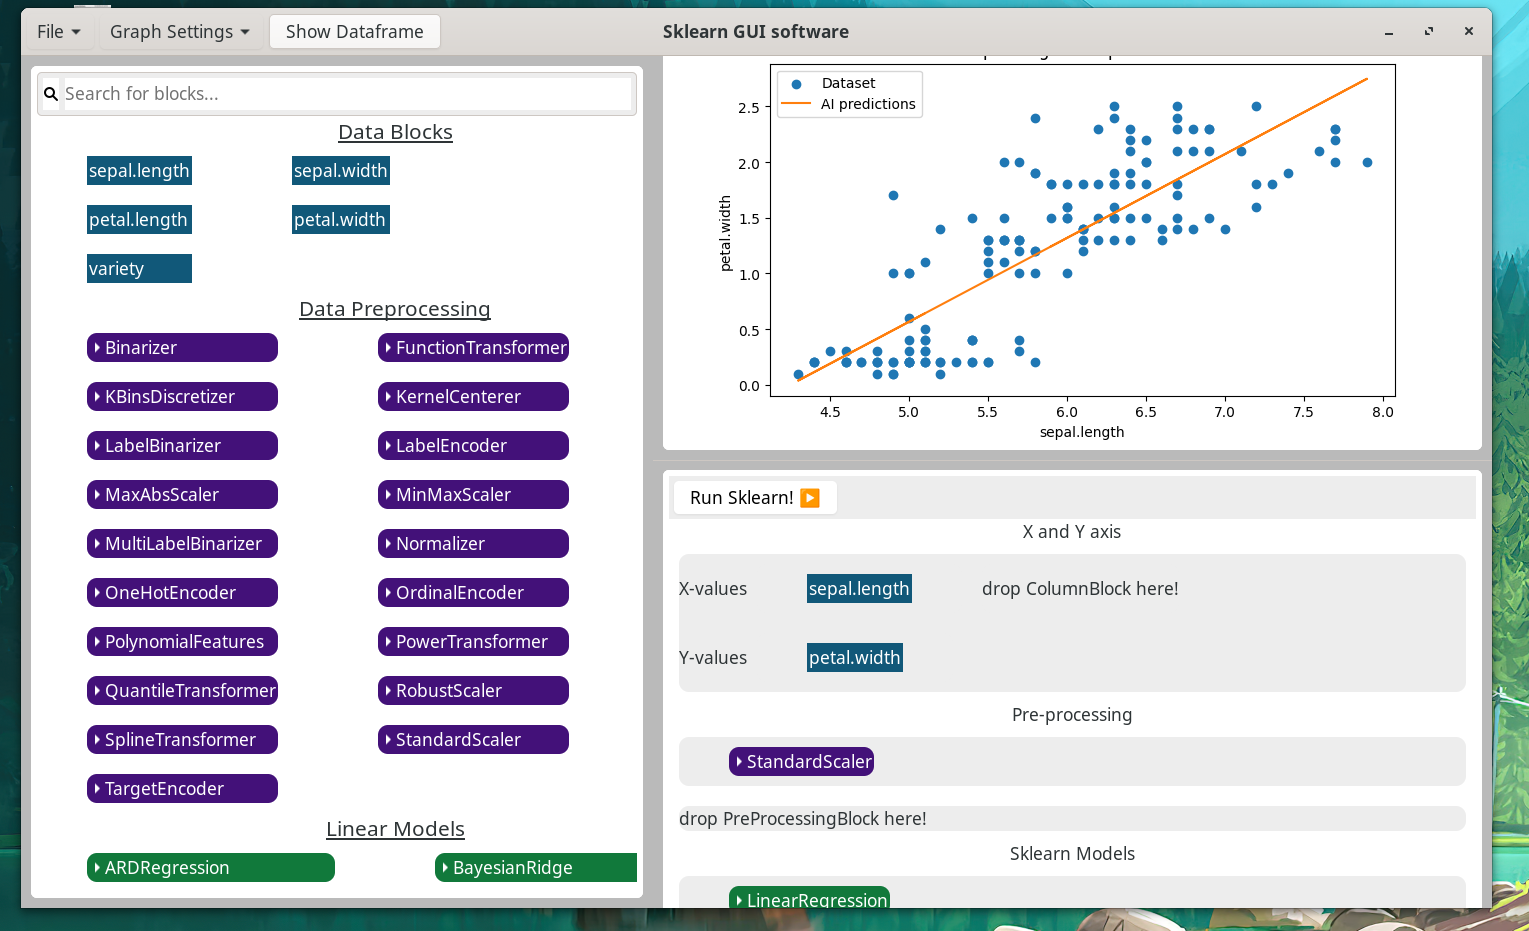 File Graph Settings Show Dataframe Sklearn GUI software
Search for blocks...
Data Blocks
sepal.length sepal.width
petal.length petal.width
variety
Data Preprocessing
Binarizer FunctionTransformer
KBinsDiscretizer KernelCenterer
LabelBinarizer LabelEncoder
MaxAbsScaler MinMaxScaler
MultiLabelBinarizer Normalizer
OneHotEncoder OrdinalEncoder
PolynomialFeatures PowerTransformer
QuantileTransformer RobustScaler
SplineTransformer StandardScaler
TargetEncoder
Linear Models
ARDRegression BayesianRidge
Dataset
AI predictions
2.5
2.0
1.5
1.0
0.5
0.0
petal.width
4.5 5.0 5.5 6.0 6.5 7.0 7.5 8.0
sepal.length
Run Sklearn!
X and Y axis
X-values sepal.length drop ColumnBlock here!
Y-values petal.width
Pre-processing
StandardScaler
drop PreProcessingBlock here!
Sklearn Models
LinearRegression